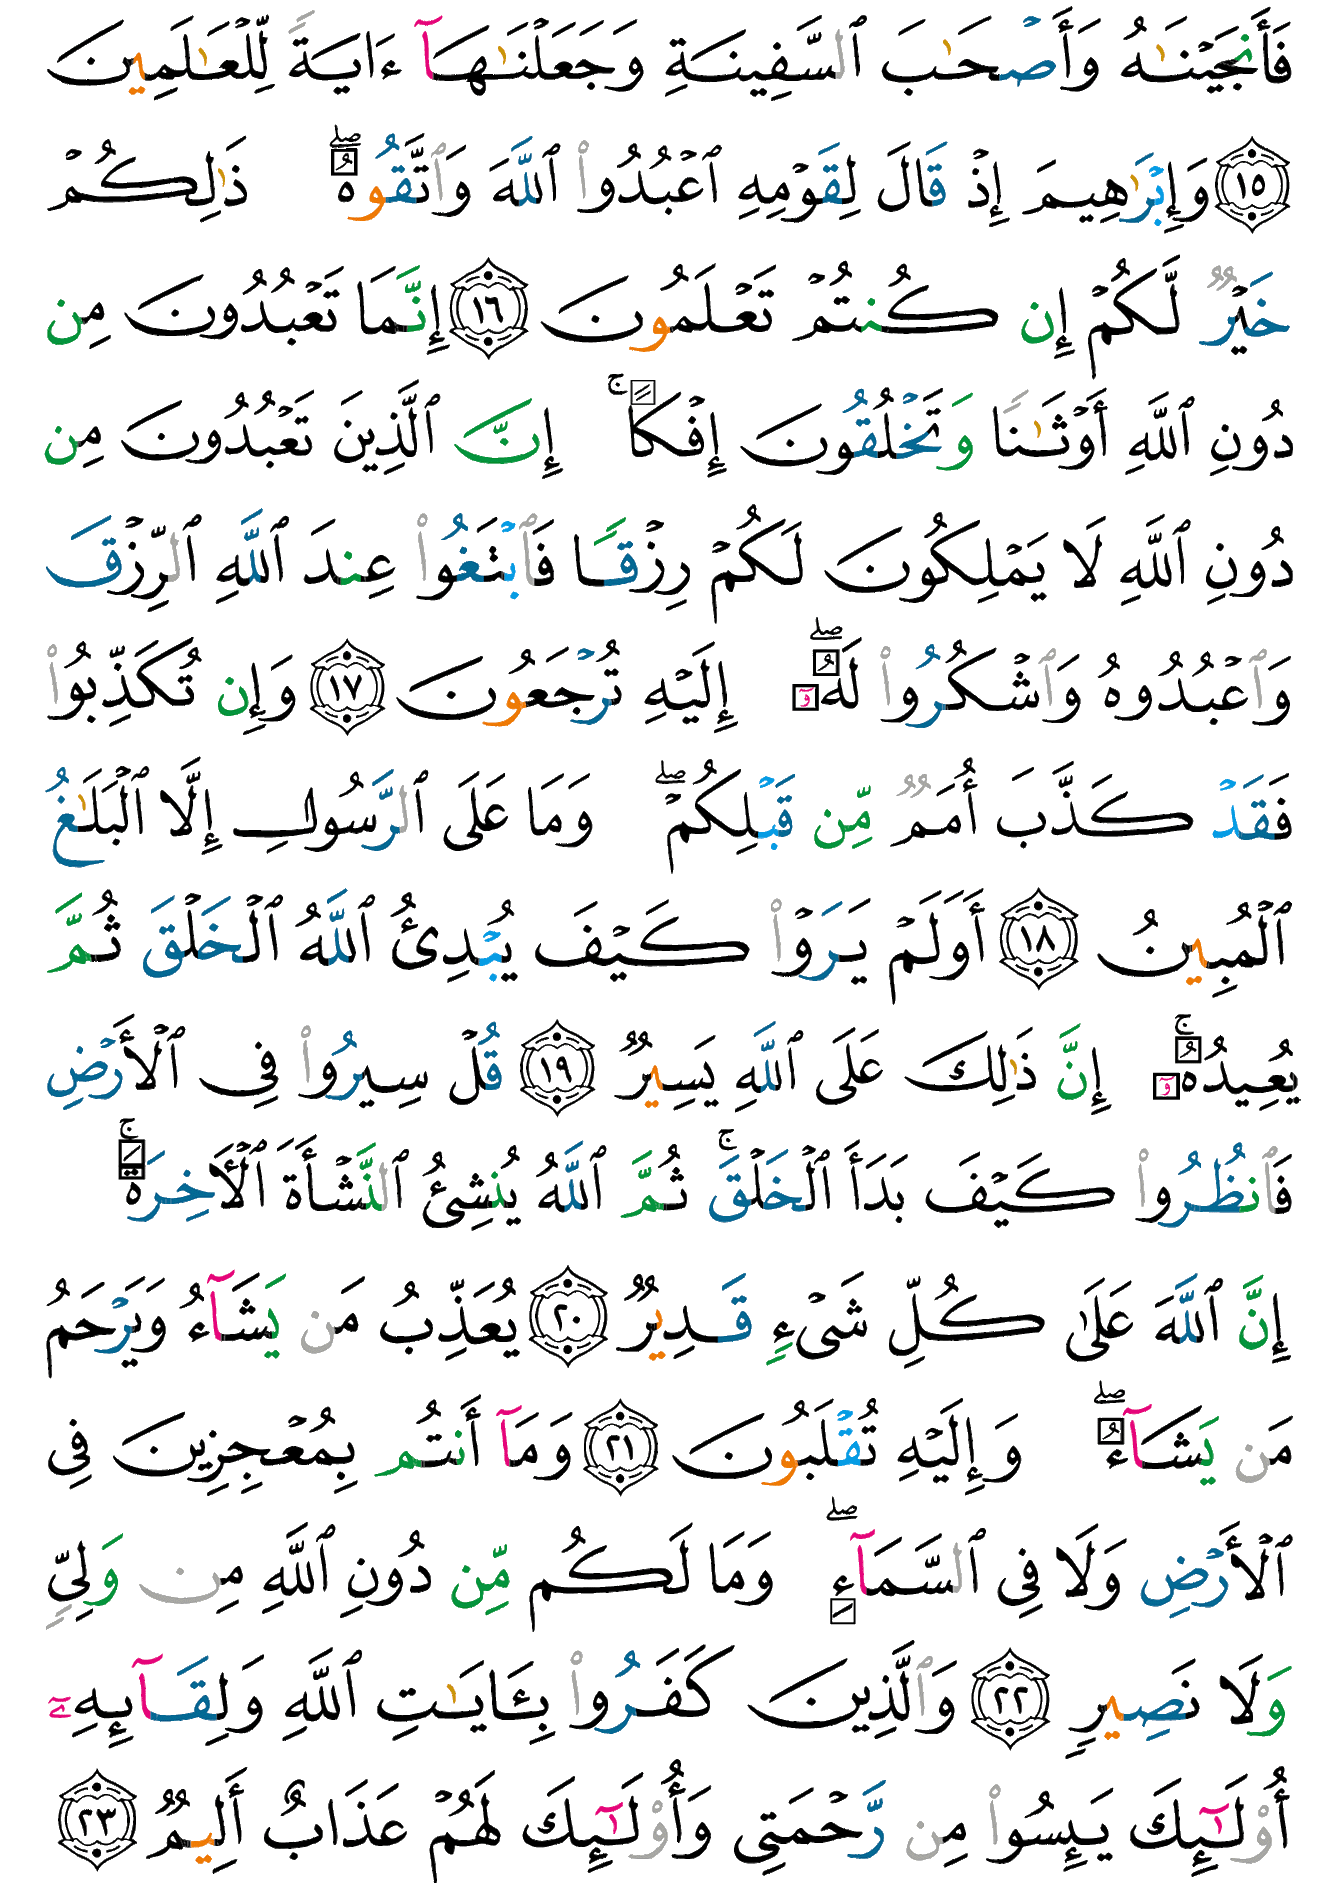 فَأَنجَيْنَٰهُ وَأَصْحَٰبَ ٱلسَّفِينَةِ وَجَعَلْنَٰهَآ ءَايَةً لِّلْعَٰلَمِينَ
١٥ وَإِبْرَٰهِيمَ إِذْ قَالَ لِقَوْمِهِ ٱعْبُدُوا۟ ٱللَّهَ وَٱتَّقُوهُ ۖ ذَٰلِكُمْ
خَيْرٌ لَّكُمْ إِن كُنتُمْ تَعْلَمُونَ ١٦ إِنَّمَا تَعْبُدُونَ مِن
دُونِ ٱللَّهِ أَوْثَٰنًا وَتَخْلُقُونَ إِفْكًا ۚ إِنَّ ٱلَّذِينَ تَعْبُدُونَ مِن
دُونِ ٱللَّهِ لَا يَمْلِكُونَ لَكُمْ رِزْقًا فَٱبْتَغُوا۟ عِندَ ٱللَّهِ ٱلرِّزْقَ
وَٱعْبُدُوهُ وَٱشْكُرُوا۟ لَهُۥٓ ۖ إِلَيْهِ تُرْجَعُونَ ١٧ وَإِن تُكَذِّبُوا۟
فَقَدْ كَذَّبَ أُمَمٌ مِّن قَبْلِكُمْ ۖ وَمَا عَلَى ٱلرَّسُولِ إِلَّا ٱلْبَلَٰغُ
ٱلْمُبِينُ ١٨ أَوَلَمْ يَرَوْا۟ كَيْفَ يُبْدِئُ ٱللَّهُ ٱلْخَلْقَ ثُمَّ
يُعِيدُهُۥٓ ۚ إِنَّ ذَٰلِكَ عَلَى ٱللَّهِ يَسِيرٌ ١٩ قُلْ سِيرُوا۟ فِى ٱلْأَرْضِ
فَٱنظُرُوا۟ كَيْفَ بَدَأَ ٱلْخَلْقَ ۚ ثُمَّ ٱللَّهُ يُنشِئُ ٱلنَّشْأَةَ ٱلْأَخِرَةَ ۚ
إِنَّ ٱللَّهَ عَلَىٰ كُلِّ شَىْءٍ قَدِيرٌ ٢٠ يُعَذِّبُ مَن يَشَآءُ وَيَرْحَمُ
مَن يَشَآءُ ۖ وَإِلَيْهِ تُقْلَبُونَ ٢١ وَمَآ أَنتُم بِمُعْجِزِينَ فِى
ٱلْأَرْضِ وَلَا فِى ٱلسَّمَآءِ ۖ وَمَا لَكُم مِّن دُونِ ٱللَّهِ مِن وَلِىٍّ
وَلَا نَصِيرٍ ٢٢ وَٱلَّذِينَ كَفَرُوا۟ بِـَٔايَٰتِ ٱللَّهِ وَلِقَآئِهِۦٓ
أُو۟لَٰٓئِكَ يَئِسُوا۟ مِن رَّحْمَتِى وَأُو۟لَٰٓئِكَ لَهُمْ عَذَابٌ أَلِيمٌ ٢٣